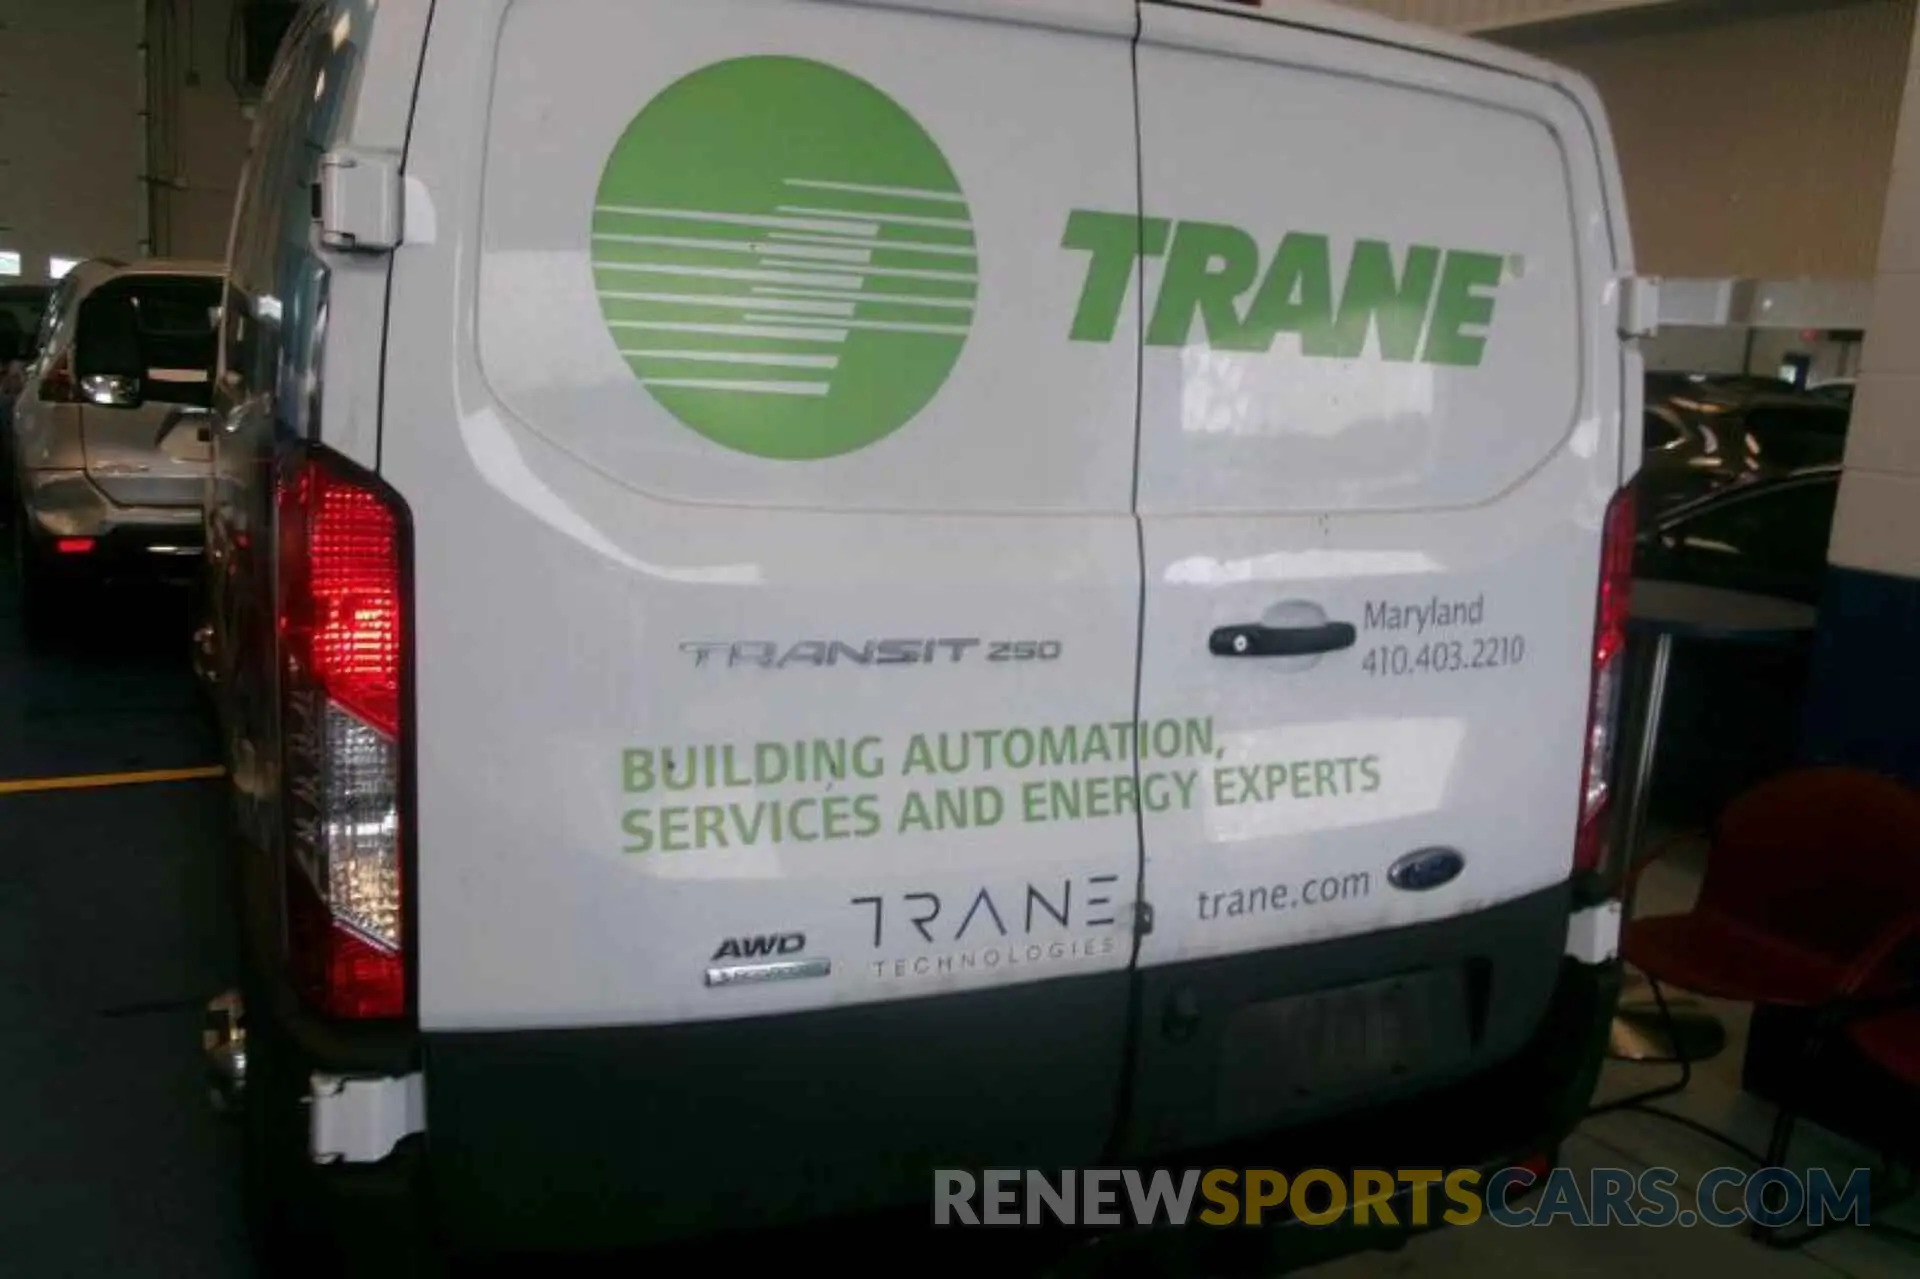 TRANE
TRANSIT 250
Maryland
410.403.2210
BUILDING AUTOMATION,
SERVICES AND ENERGY EXPERTS
AWD
TRANE
TECHNOLOGIES
trane.com
RENEWSPORTSCARS.COM